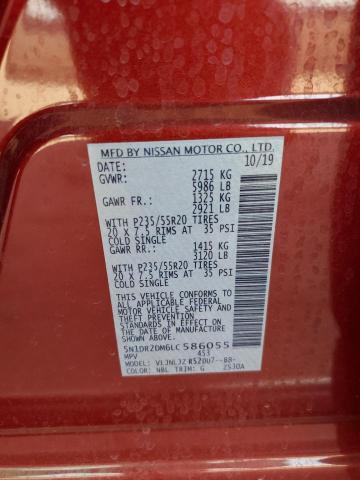 MFD BY NISSAN MOTOR CO., LTD.
DATE: 10/19
GVWR: 2715 KG
5986 LB
GAWR FR: 1325 KG
2921 LB
WITH P235/55R20 TIRES
20 X 7.5 RIMS AT 35 PSI
COLD SINGLE
GAWR RR: 1415 KG
3120 LB
WITH P235/55R20 TIRES
20 X 7.5 RIMS AT 35 PSI
COLD SINGLE
THIS VEHICLE CONFORMS TO ALL
APPLICABLE U.S. FEDERAL
MOTOR VEHICLE SAFETY
STANDARDS IN EFFECT ON THE
DATE OF MANUFACTURE
SHOWN ABOVE.
5N1DR2DM6LC586055
MPV 453
MODEL:
COLOR: NBL TRIM: G